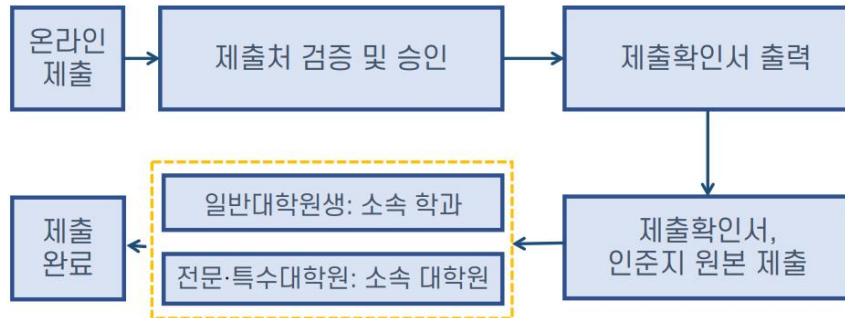 온라인
제출
제출처 검증 및 승인
제출확인서 출력
제출확인서,
인준지 원본 제출
일반대학원생: 소속 학과
전문·특수대학원: 소속 대학원
제출
완료